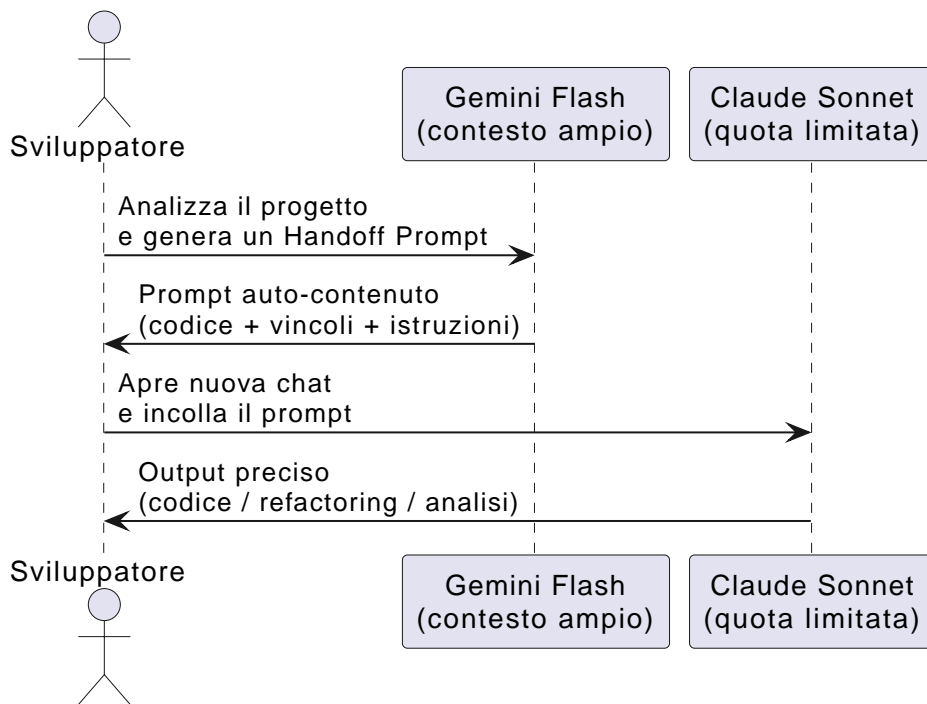 Sviluppatore
Gemini Flash
(contesto ampio)
Claude Sonnet
(quota limitata)
Analizza il progetto
e genera un Handoff Prompt
Prompt auto-contenuto
(codice + vincoli + istruzioni)
Apre nuova chat
e incolla il prompt
Output preciso
(codice / refactoring / analisi)
Sviluppatore
Gemini Flash
(contesto ampio)
Claude Sonnet
(quota limitata)